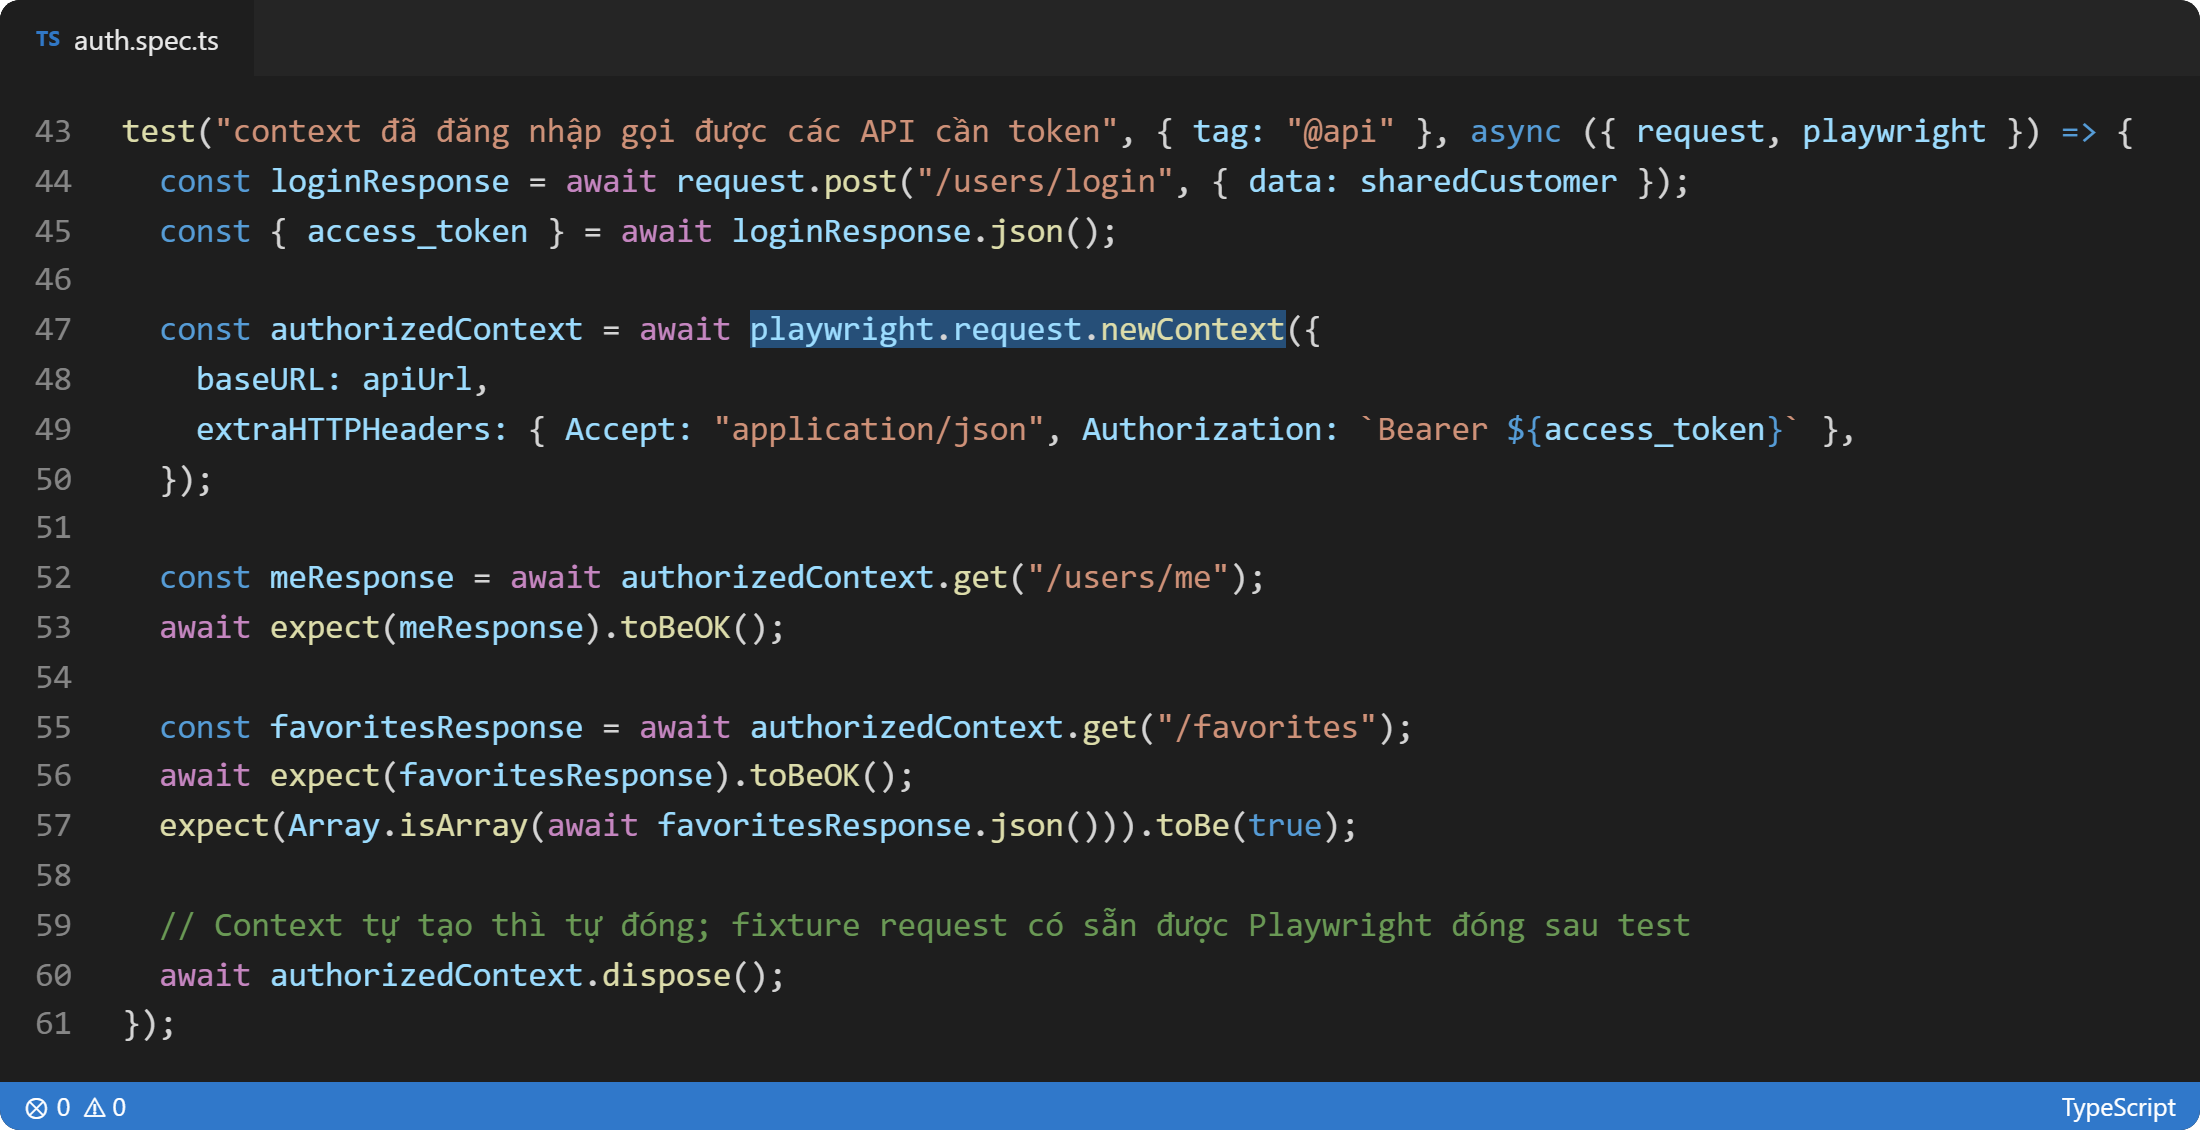 TS auth.spec.ts
43 test("context đã đăng nhập gọi được các API cần token", { tag: "@api" }, async ({ request, playwright }) => {
44 const loginResponse = await request.post("/users/login", { data: sharedCustomer });
45 const { access_token } = await loginResponse.json();
46
47 const authorizedContext = await playwright.request.newContext({
48 baseURL: apiUrl,
49 extraHTTPHeaders: { Accept: "application/json", Authorization: `Bearer ${access_token}` },
50 });
51
52 const meResponse = await authorizedContext.get("/users/me");
53 await expect(meResponse).toBeOK();
54
55 const favoritesResponse = await authorizedContext.get("/favorites");
56 await expect(favoritesResponse).toBeOK();
57 expect(Array.isArray(await favoritesResponse.json())).toBe(true);
58
59 // Context tự tạo thì tự đóng; fixture request có sẵn được Playwright đóng sau test
60 await authorizedContext.dispose();
61 });
0 0 TypeScript